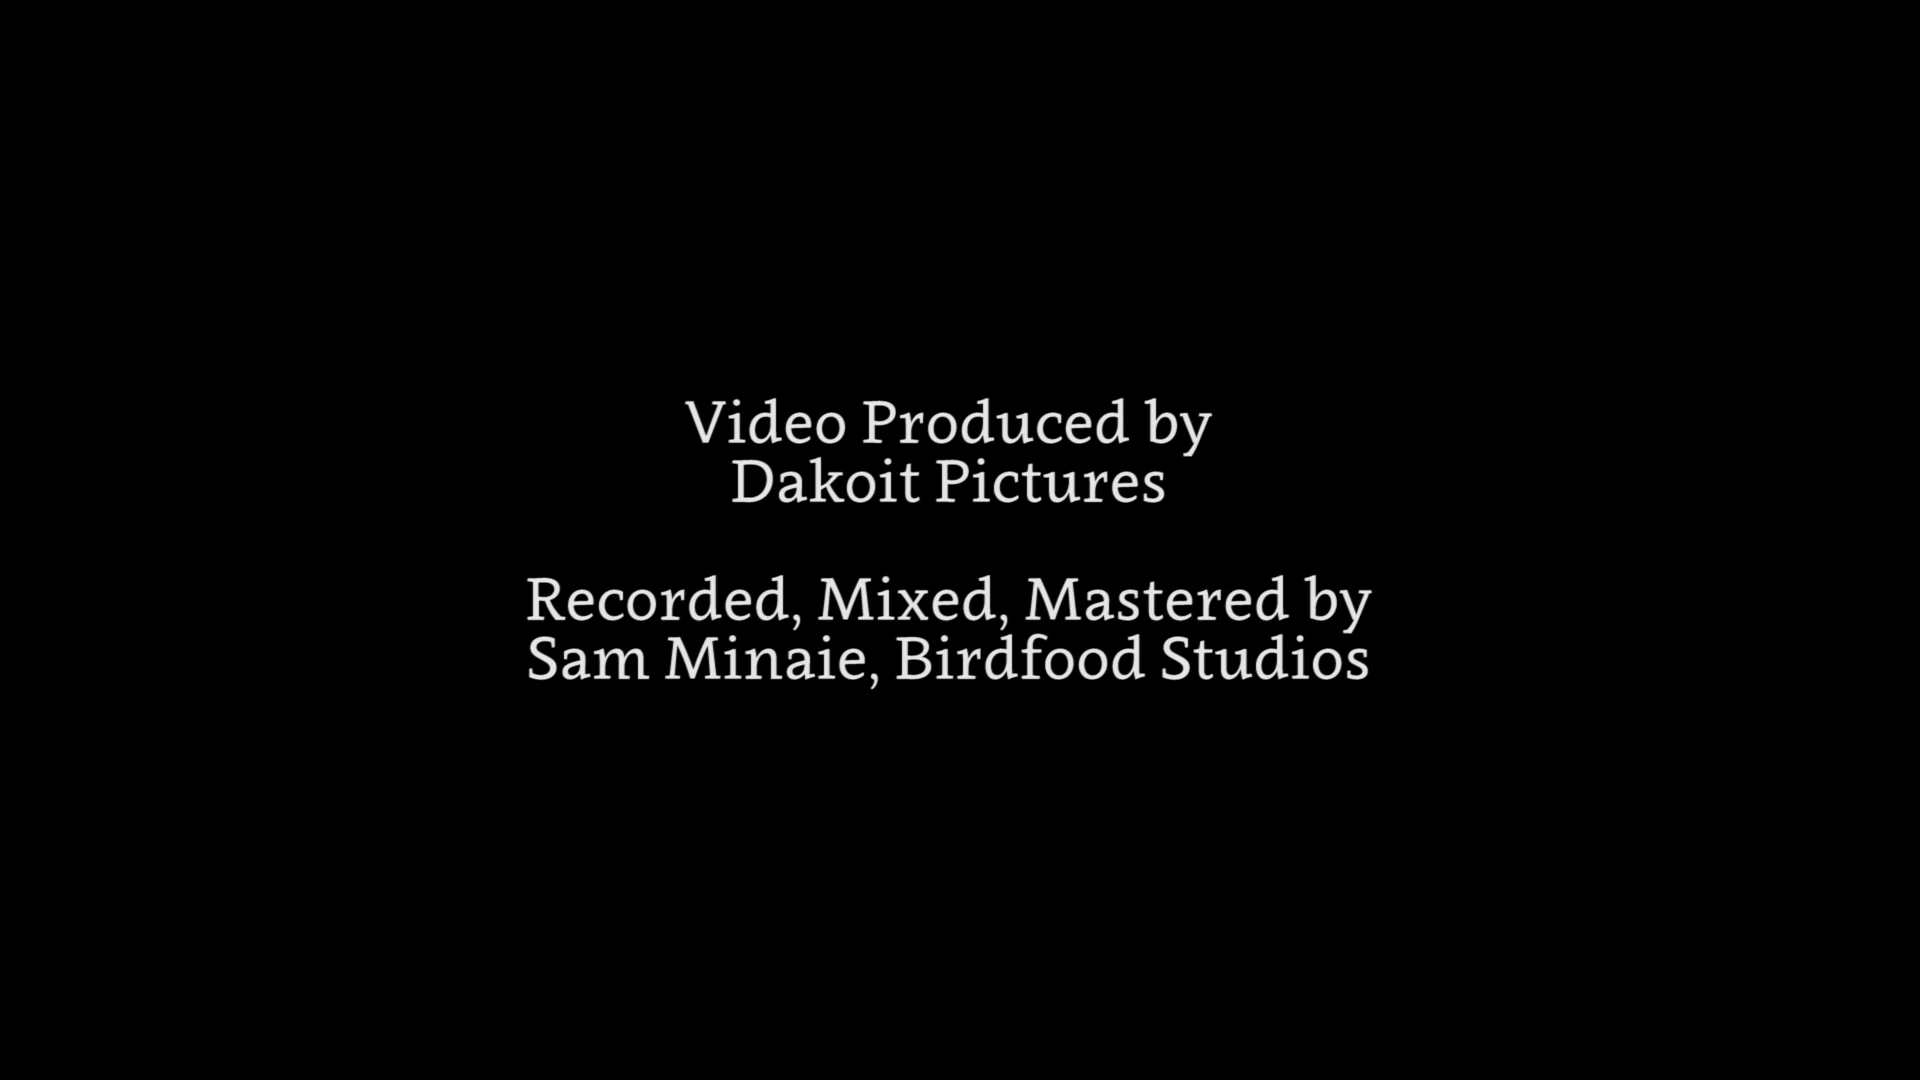 Video Produced by
Dakoit Pictures
Recorded, Mixed, Mastered by
Sam Minaie, Birdfood Studios